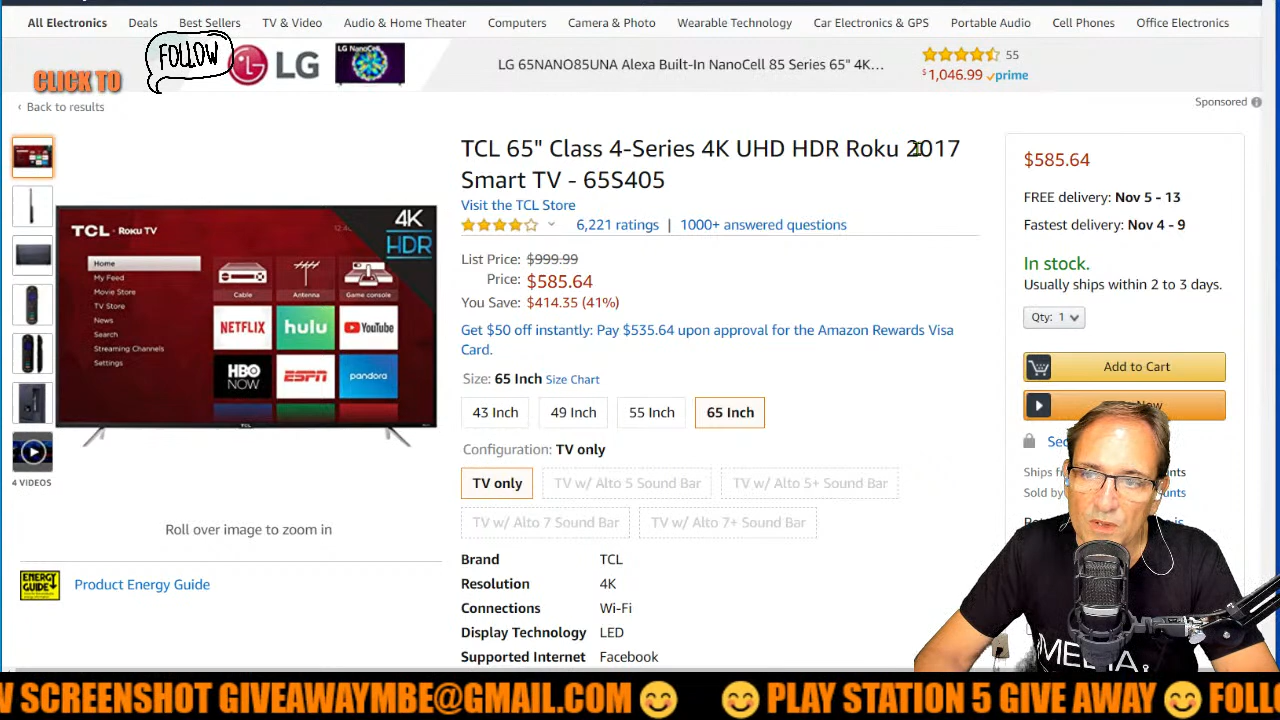 All Electronics Deals Best Sellers TV & Video Audio & Home Theater Computers Camera & Photo Wearable Technology Car Electronics & GPS Portable Audio Cell Phones Office Electronics
CLICK TO
FOLLOW
LG
LG NanoCell
LG 65NANO85UNA Alexa Built-In NanoCell 85 Series 65" 4K...
55
$1,046.99 prime
‹ Back to results
Sponsored
TCL 65" Class 4-Series 4K UHD HDR Roku 2017
Smart TV - 65S405
Visit the TCL Store
6,221 ratings | 1000+ answered questions
List Price: $999.99
Price: $585.64
You Save: $414.35 (41%)
Get $50 off instantly: Pay $535.64 upon approval for the Amazon Rewards Visa
Card.
Size: 65 Inch Size Chart
43 Inch 49 Inch 55 Inch 65 Inch
Configuration: TV only
TV only TV w/ Alto 5 Sound Bar TV w/ Alto 5+ Sound Bar
TV w/ Alto 7 Sound Bar TV w/ Alto 7+ Sound Bar
Brand TCL
Resolution 4K
Connections Wi-Fi
Display Technology LED
Supported Internet Facebook
TCL • Roku TV
4K
HDR
Home
My Feed
Movie Store
TV Store
News
Search
Streaming Channels
Settings
Cable Antenna Game console
NETFLIX hulu YouTube
HBO NOW ESPN pandora
TCL
4 VIDEOS
Roll over image to zoom in
ENERGY GUIDE
Product Energy Guide
$585.64
FREE delivery: Nov 5 - 13
Fastest delivery: Nov 4 - 9
In stock.
Usually ships within 2 to 3 days.
Qty: 1
Add to Cart
Ships
Sold by
SCREENSHOT GIVEAWAYMBE@GMAIL.COM 😊 😊 PLAY STATION 5 GIVE AWAY 😊